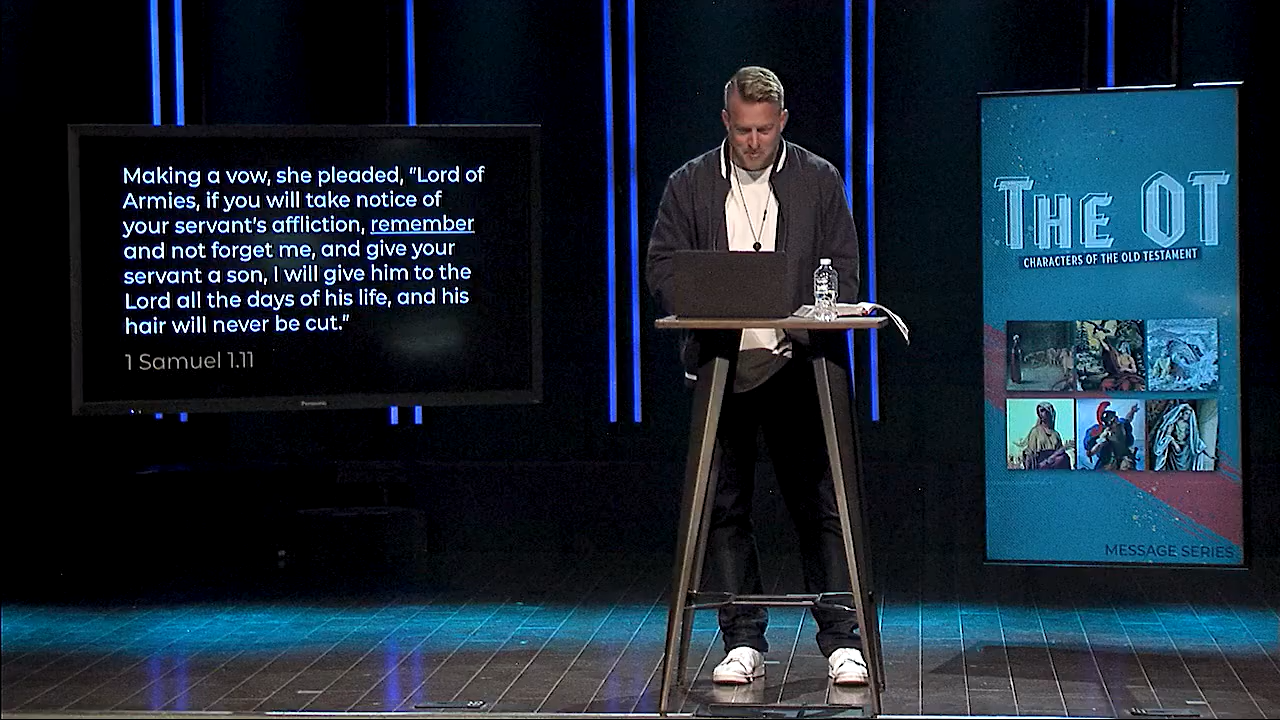 Making a vow, she pleaded, "Lord of
Armies, if you will take notice of
your servant's affliction, remember
and not forget me, and give your
servant a son, I will give him to the
Lord all the days of his life, and his
hair will never be cut."
1 Samuel 1.11
Panasonic
THE OT
CHARACTERS OF THE OLD TESTAMENT
MESSAGE SERIES